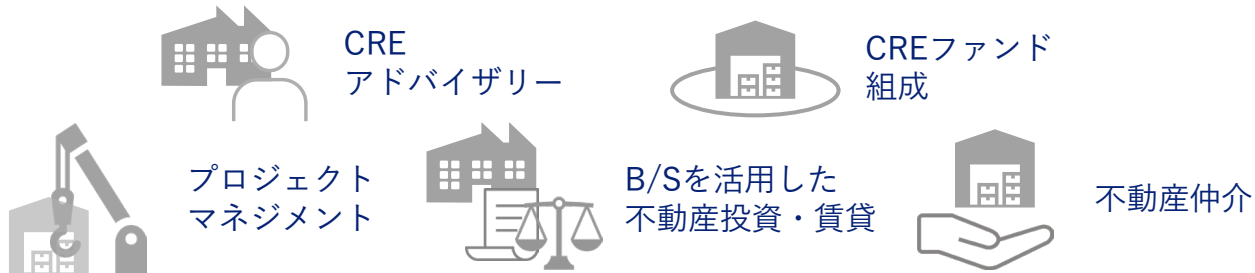 CRE
アドバイザリー
CREファンド
組成
プロジェクト
マネジメント
B/Sを活用した
不動産投資・賃貸
不動産仲介